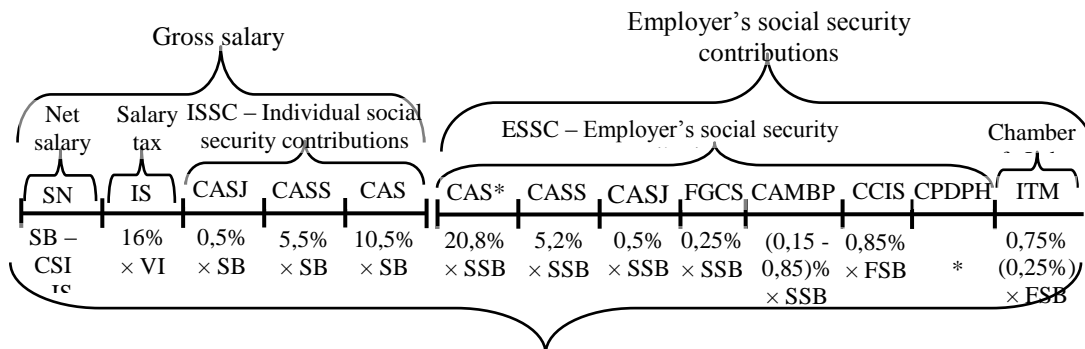 Gross salary
Employer's social security
contributions
Net
salary
Salary
tax
ISSC – Individual social
security contributions
ESSC – Employer's social security
Chamber
SN
IS
CASJ
CASS
CAS
CAS*
CASS
CASJ
FGCS
CAMBP
CCIS
CPDPH
ITM
SB –
CSI
IS
16%
× VI
0,5%
× SB
5,5%
× SB
10,5%
× SB
20,8%
× SSB
5,2%
× SSB
0,5%
× SSB
0,25%
× SSB
(0,15 -
0,85)%
× SSB
0,85%
× FSB
*
0,75%
(0,25%)
× FSB